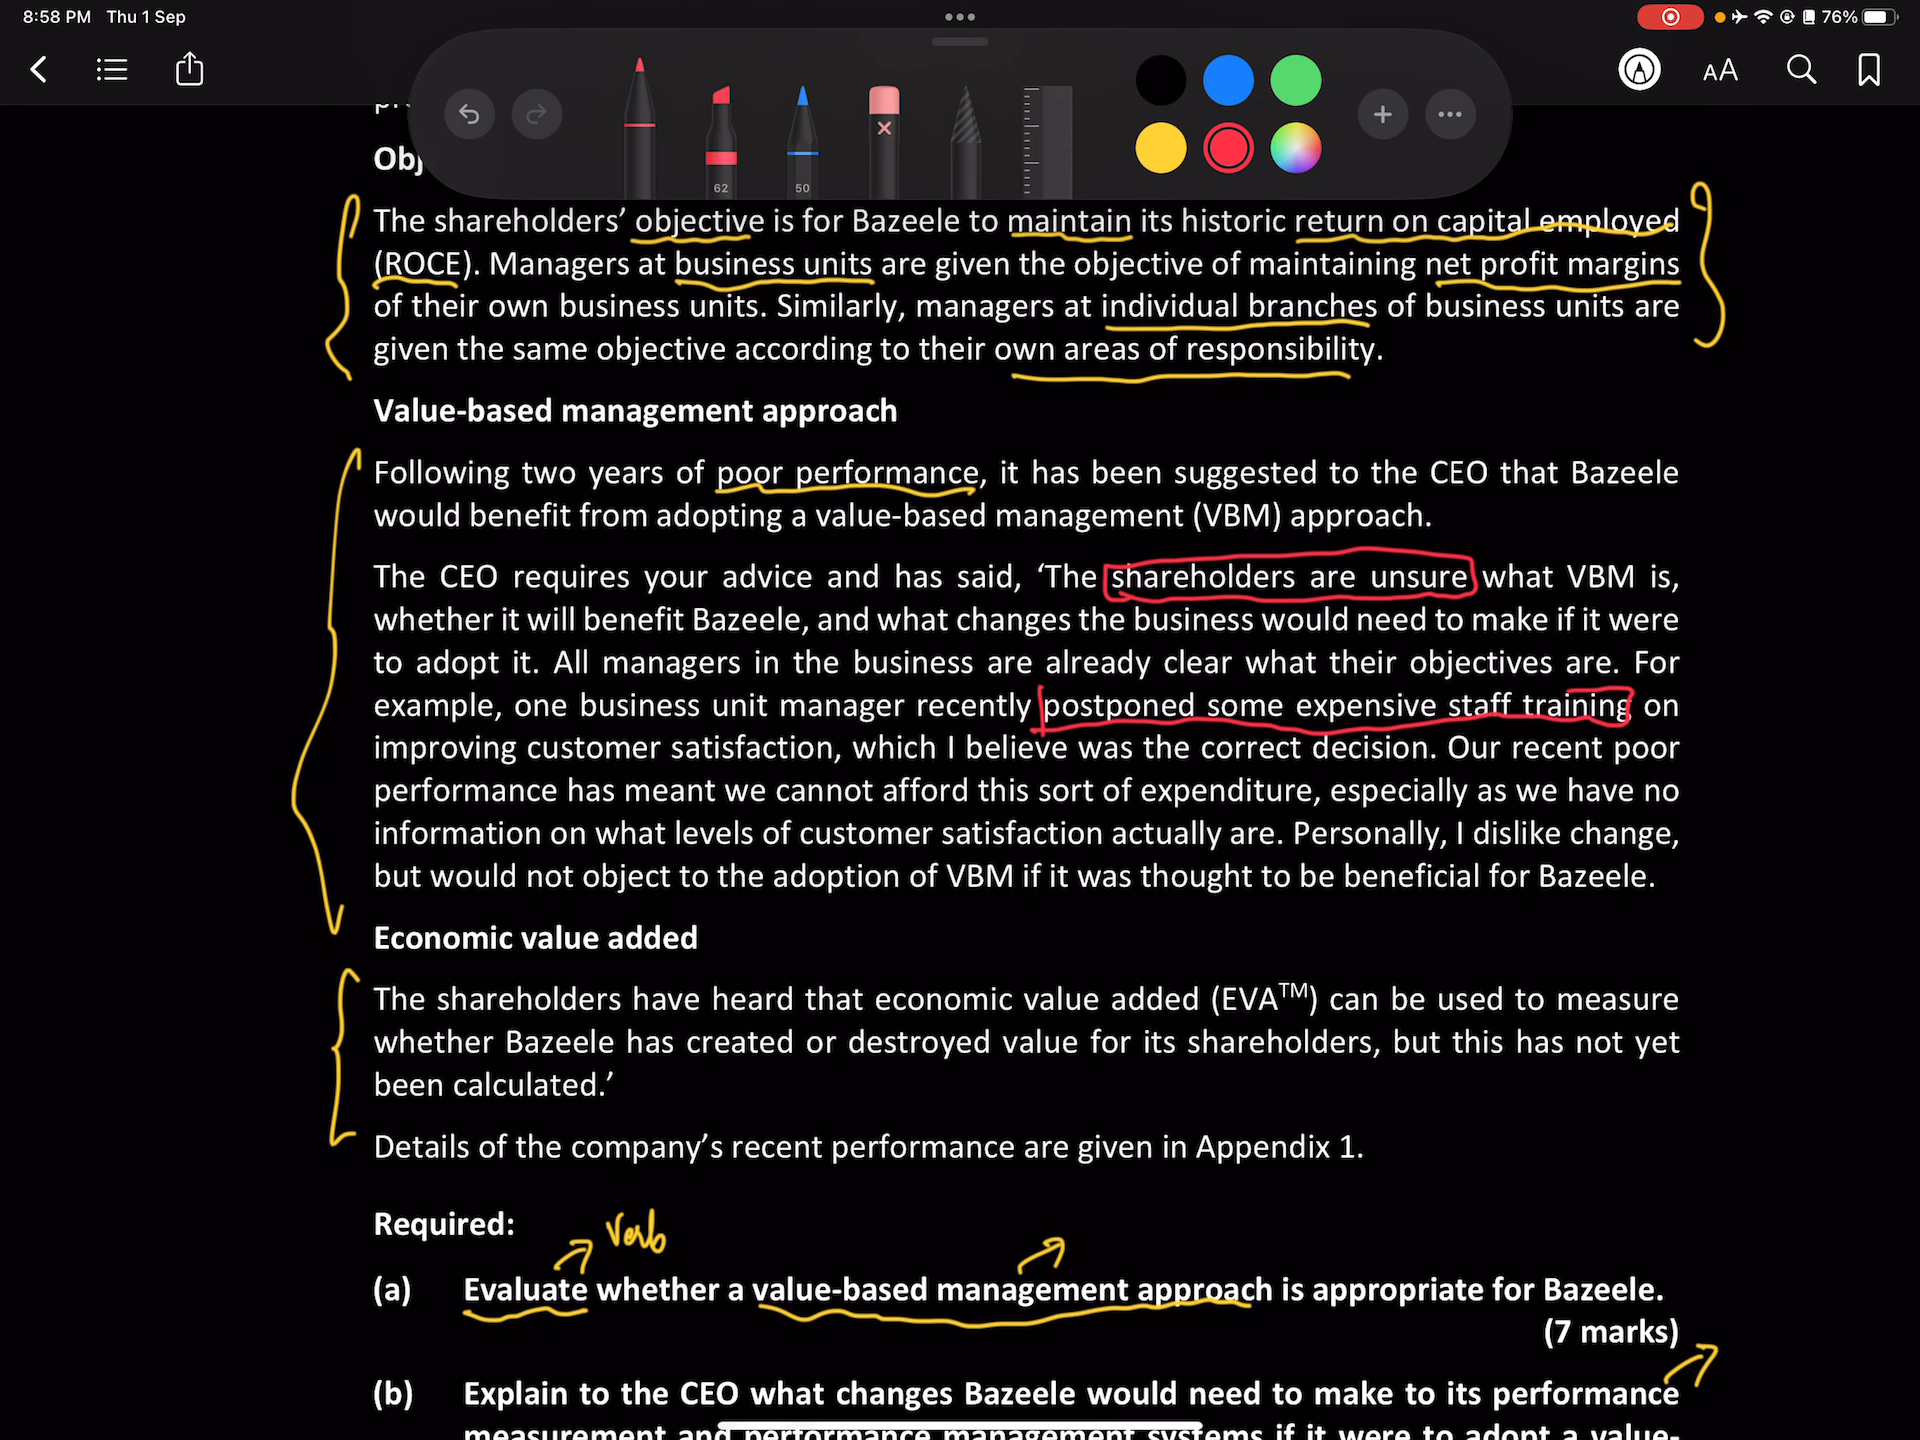 8:58 PM Thu 1 Sep
76%
AA
62
50
Obj
The shareholders’ objective is for Bazeele to maintain its historic return on capital employed
(ROCE). Managers at business units are given the objective of maintaining net profit margins
of their own business units. Similarly, managers at individual branches of business units are
given the same objective according to their own areas of responsibility.
Value-based management approach
Following two years of poor performance, it has been suggested to the CEO that Bazeele
would benefit from adopting a value-based management (VBM) approach.
The CEO requires your advice and has said, ‘The shareholders are unsure what VBM is,
whether it will benefit Bazeele, and what changes the business would need to make if it were
to adopt it. All managers in the business are already clear what their objectives are. For
example, one business unit manager recently postponed some expensive staff training on
improving customer satisfaction, which I believe was the correct decision. Our recent poor
performance has meant we cannot afford this sort of expenditure, especially as we have no
information on what levels of customer satisfaction actually are. Personally, I dislike change,
but would not object to the adoption of VBM if it was thought to be beneficial for Bazeele.
Economic value added
The shareholders have heard that economic value added (EVA™) can be used to measure
whether Bazeele has created or destroyed value for its shareholders, but this has not yet
been calculated.’
Details of the company’s recent performance are given in Appendix 1.
Required:
Verb
(a) Evaluate whether a value-based management approach is appropriate for Bazeele.
(7 marks)
(b) Explain to the CEO what changes Bazeele would need to make to its performance
measurement and performance management systems if it were to adopt a value-